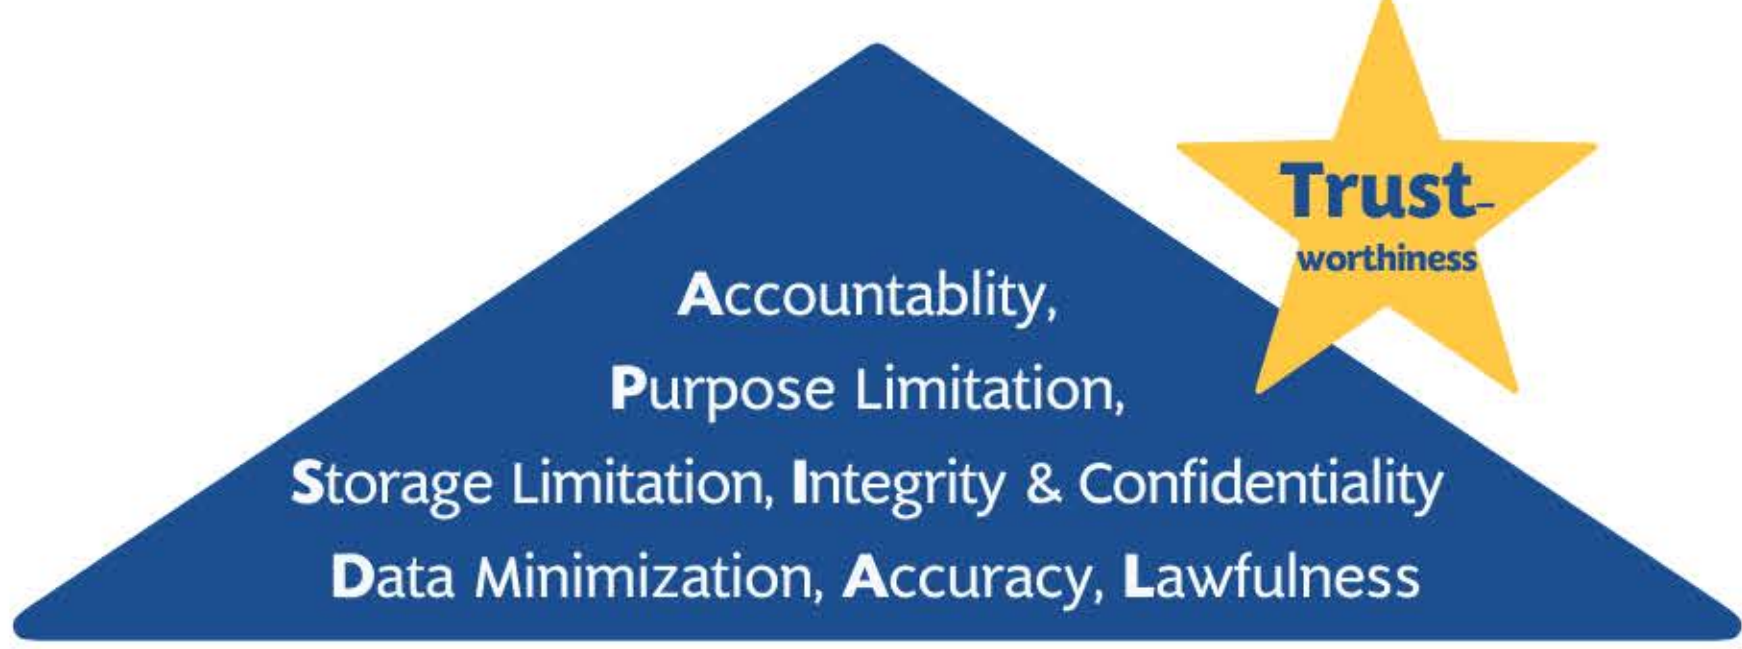 Trust-
worthiness
Accountablity,
Purpose Limitation,
Storage Limitation, Integrity & Confidentiality
Data Minimization, Accuracy, Lawfulness